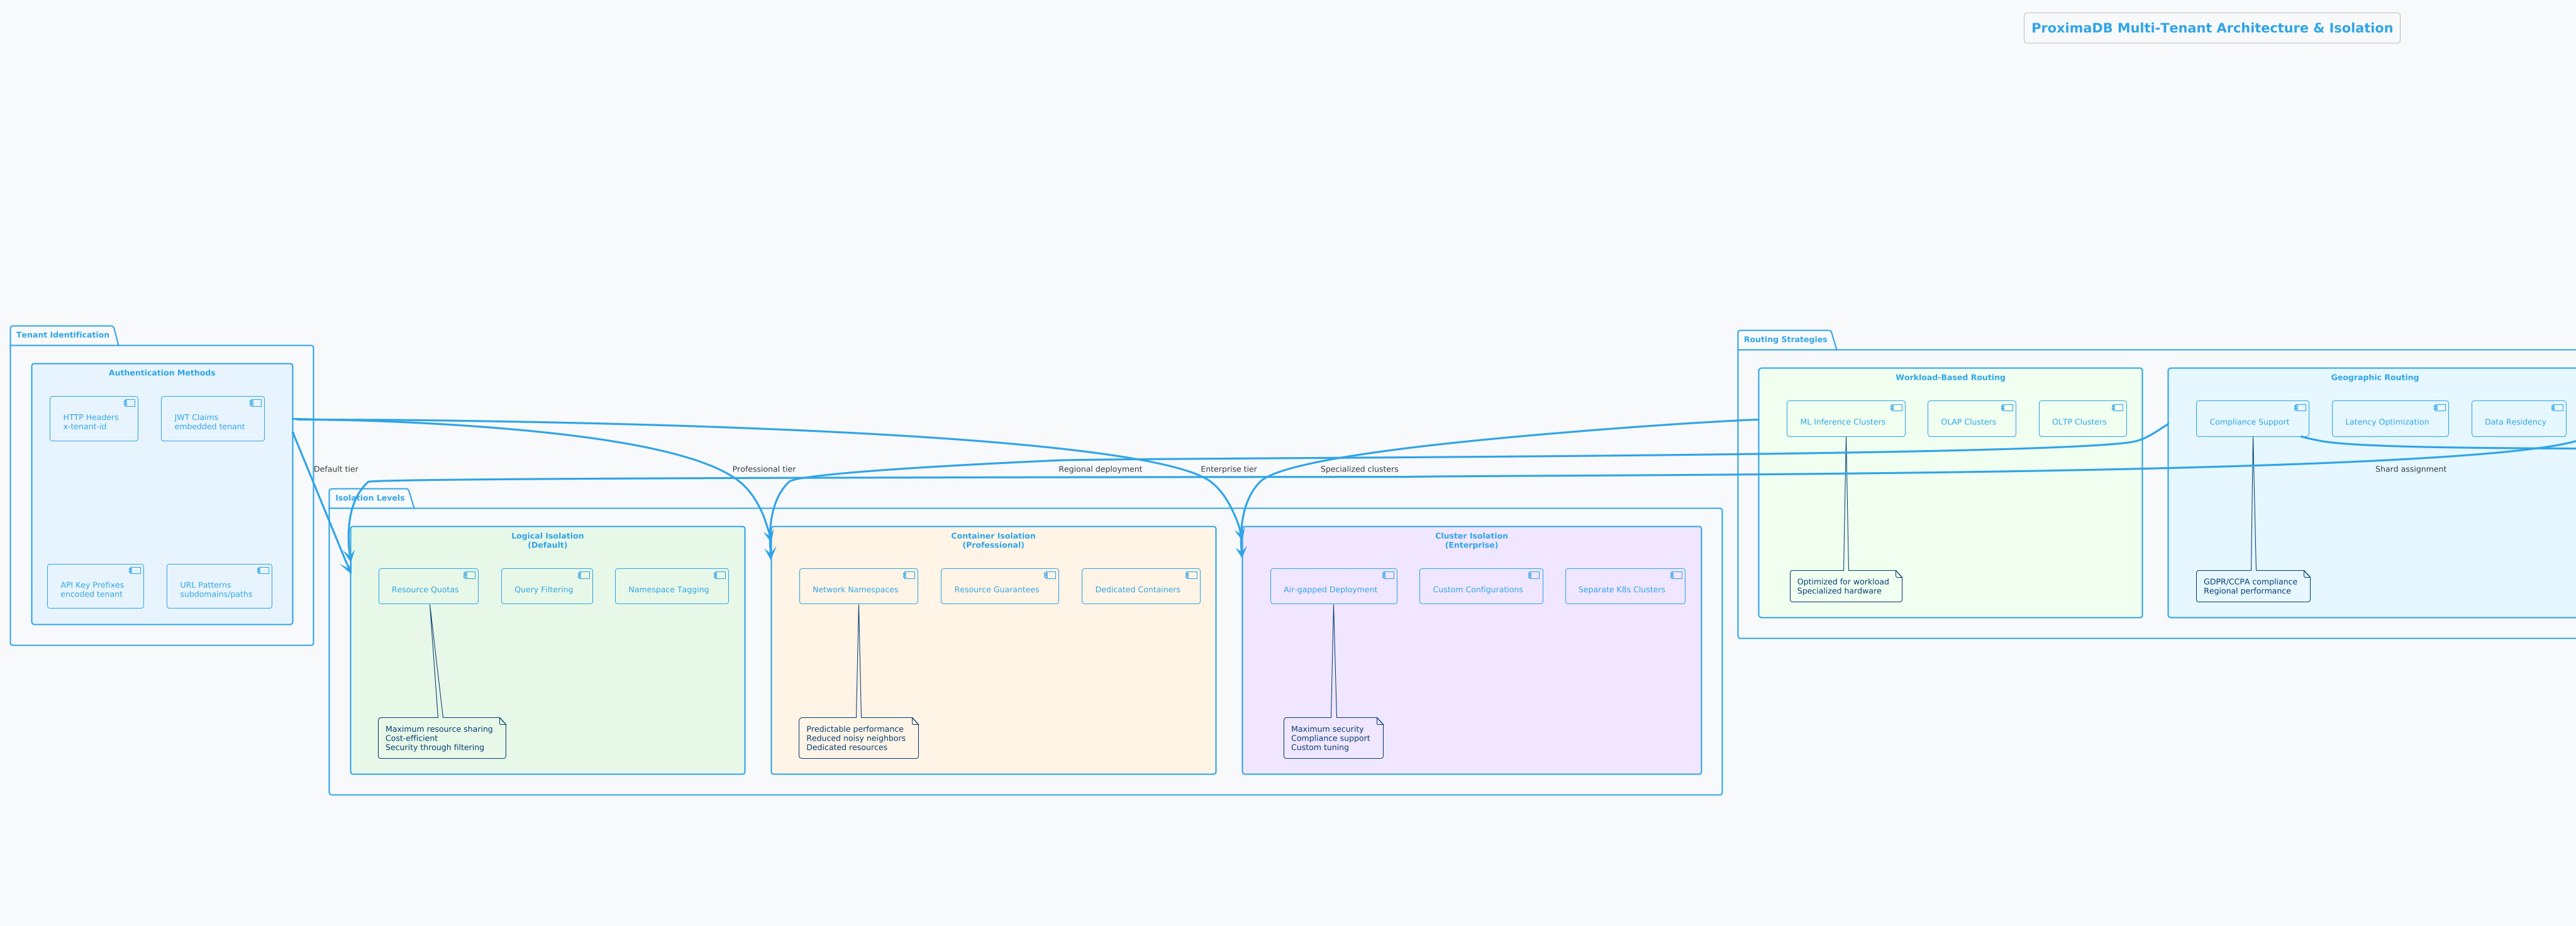 ProximaDB Multi-Tenant Architecture & Isolation
Tenant Identification
Authentication Methods
HTTP Headers
x-tenant-id
JWT Claims
embedded tenant
API Key Prefixes
encoded tenant
URL Patterns
subdomains/paths
Default tier
Professional tier
Regional deployment
Enterprise tier
Specialized clusters
Shard assignment
Isolation Levels
Logical Isolation
(Default)
Resource Quotas
Query Filtering
Namespace Tagging
Maximum resource sharing
Cost-efficient
Security through filtering
Container Isolation
(Professional)
Network Namespaces
Resource Guarantees
Dedicated Containers
Predictable performance
Reduced noisy neighbors
Dedicated resources
Cluster Isolation
(Enterprise)
Air-gapped Deployment
Custom Configurations
Separate K8s Clusters
Maximum security
Compliance support
Custom tuning
Routing Strategies
Workload-Based Routing
ML Inference Clusters
OLAP Clusters
OLTP Clusters
Optimized for workload
Specialized hardware
Geographic Routing
Compliance Support
Latency Optimization
Data Residency
GDPR/CCPA compliance
Regional performance